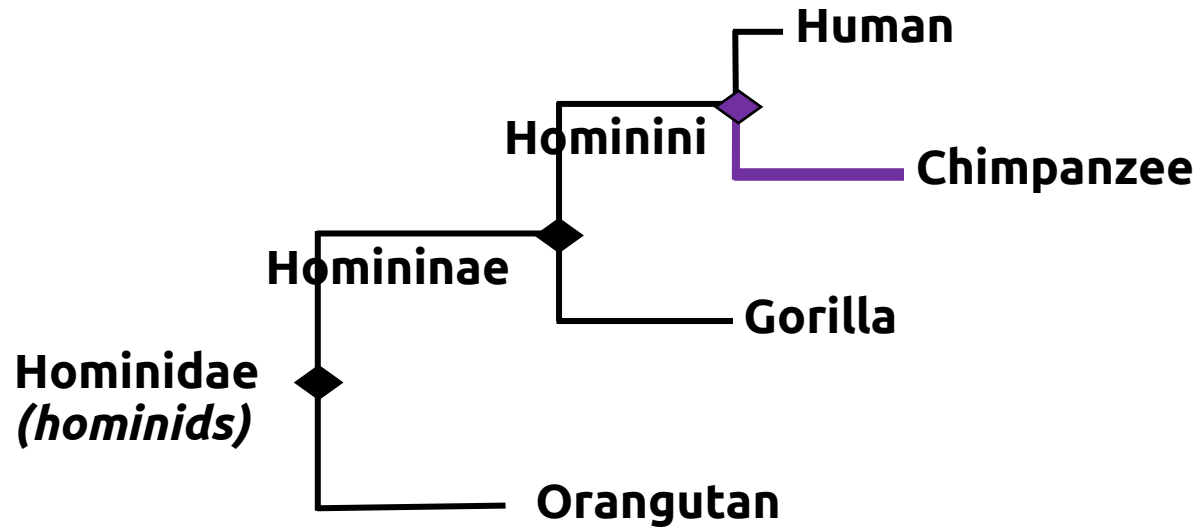 Human
Hominini
Chimpanzee
Homininae
Gorilla
Hominidae
(hominids)
Orangutan